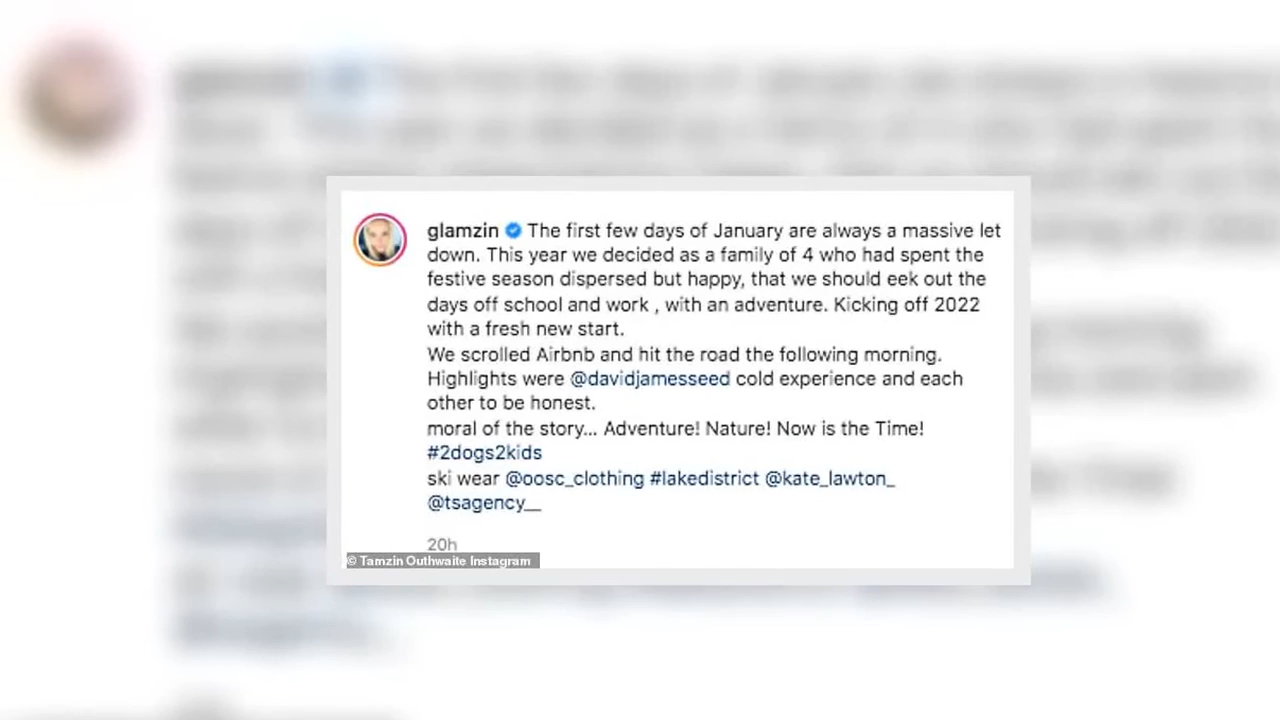 glamzin The first few days of January are always a massive let
down. This year we decided as a family of 4 who had spent the
festive season dispersed but happy, that we should eek out the
days off school and work , with an adventure. Kicking off 2022
with a fresh new start.
We scrolled Airbnb and hit the road the following morning.
Highlights were @davidjamesseed cold experience and each
other to be honest.
moral of the story... Adventure! Nature! Now is the Time!
#2dogs2kids
ski wear @oosc_clothing #lakedistrict @kate_lawton_
@tsagency__
20h
© Tamzin Outhwaite Instagram